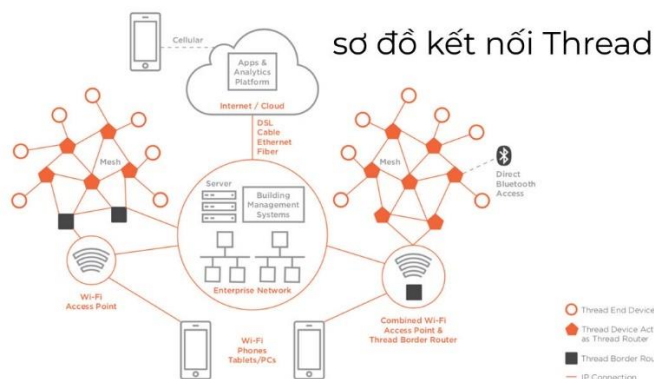 sơ đồ kết nối Thread
Cellular
Apps &
Analytics
Platform
Internet / Cloud
DSL
Cable
Ethernet
Fiber
Mesh
Mesh
Direct
Bluetooth
Access
Server
Building
Management
Systems
Enterprise Network
Wi-Fi
Access Point
Combined Wi-Fi
Access Point &
Thread Border Router
Wi-Fi
Phones
Tablets/PCs
Thread End Device
Thread Device Act
as Thread Router
Thread Border Rou
IP Connection